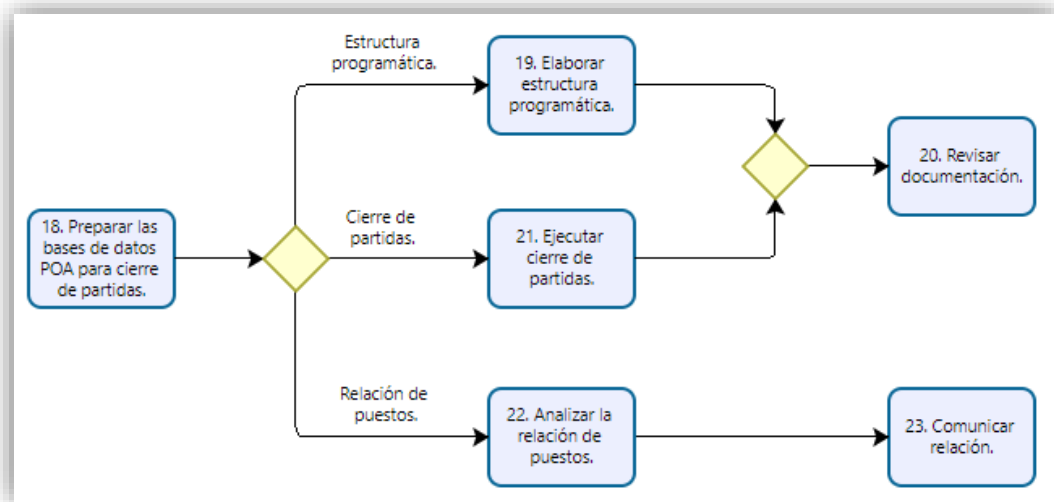 Estructura
programática.
19. Elaborar
estructura
programática.
20. Revisar
documentación.
18. Preparar las
bases de datos
POA para cierre
de partidas.
Cierre de
partidas.
21. Ejecutar
cierre de
partidas.
Relación de
puestos.
22. Analizar la
relación de
puestos.
23. Comunicar
relación.